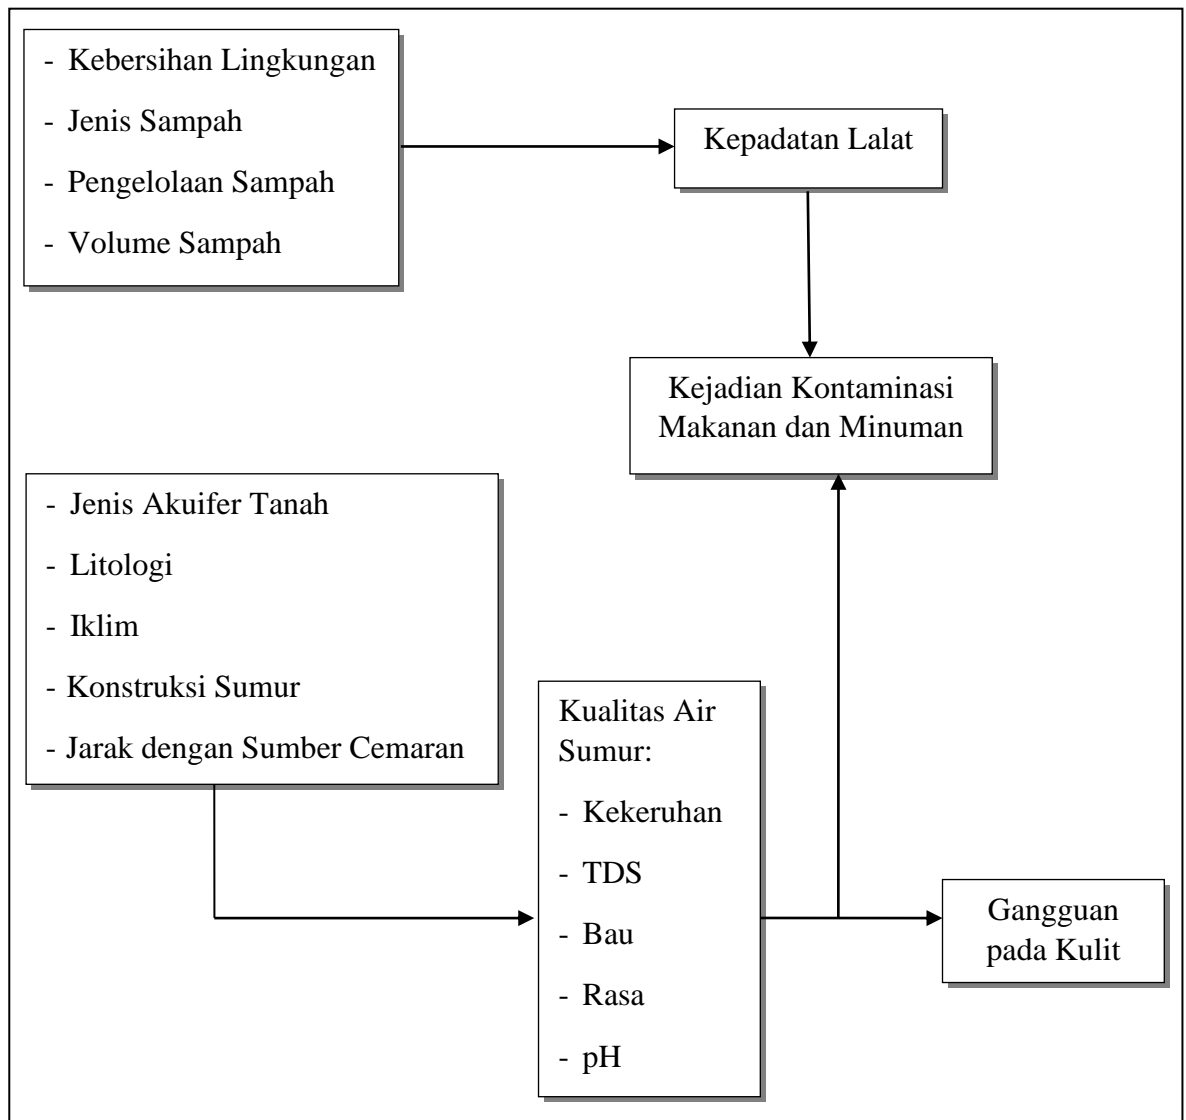 - Kebersihan Lingkungan
- Jenis Sampah
- Pengelolaan Sampah
- Volume Sampah
Kepadatan Lalat
Kejadian Kontaminasi
Makanan dan Minuman
- Jenis Akuifer Tanah
- Litologi
- Iklim
- Konstruksi Sumur
- Jarak dengan Sumber Cemaran
Kualitas Air
Sumur:
- Kekeruhan
- TDS
- Bau
- Rasa
- pH
Gangguan
pada Kulit